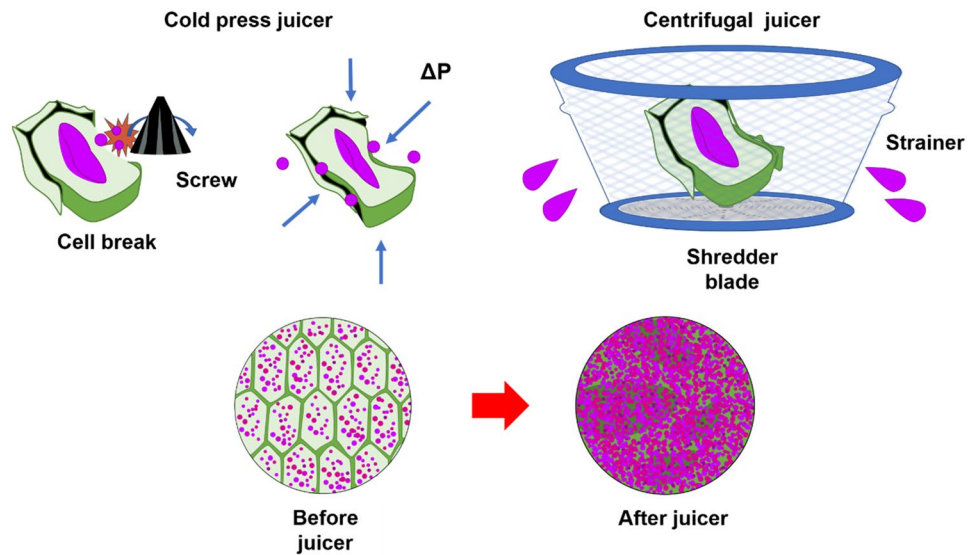 Cold press juicer
Centrifugal juicer
ΔP
Strainer
Screw
Cell break
Shredder
blade
Before
juicer
After juicer